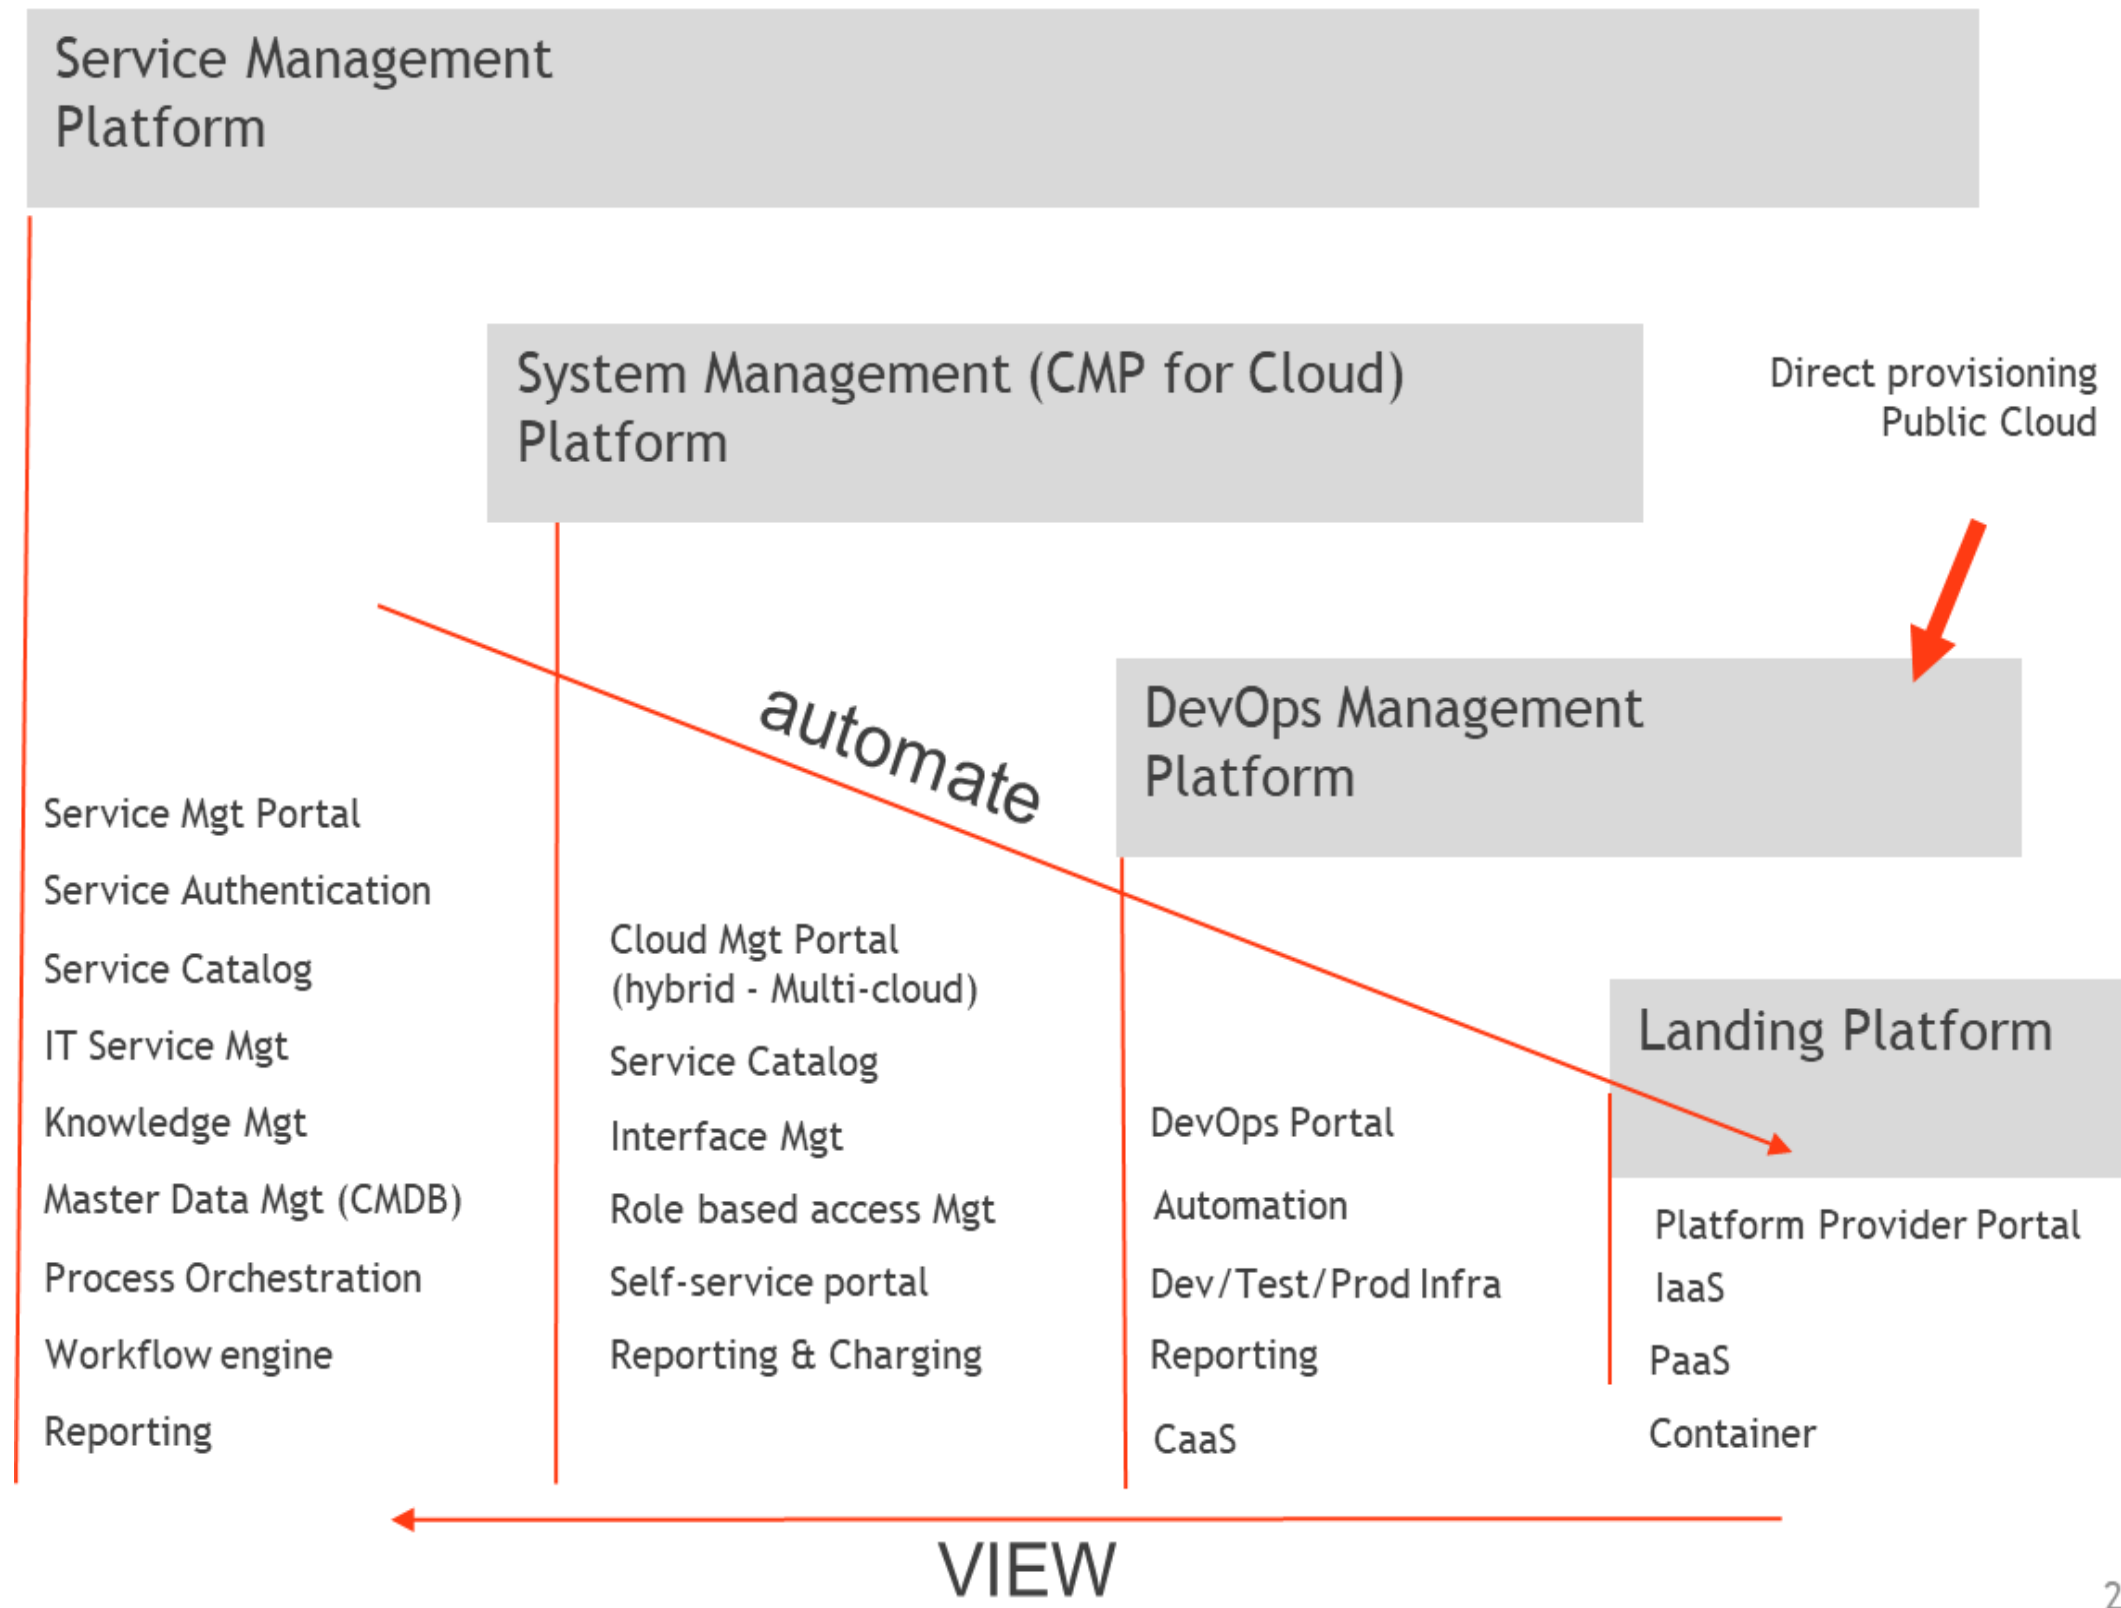 Service Management
Platform
System Management (CMP for Cloud)
Platform
Direct provisioning
Public Cloud
automate
DevOps Management
Platform
Landing Platform
Service Mgt Portal
Service Authentication
Service Catalog
IT Service Mgt
Knowledge Mgt
Master Data Mgt (CMDB)
Process Orchestration
Workflow engine
Reporting
Cloud Mgt Portal
(hybrid - Multi-cloud)
Service Catalog
Interface Mgt
Role based access Mgt
Self-service portal
Reporting & Charging
DevOps Portal
Automation
Dev/Test/Prod Infra
Reporting
CaaS
Platform Provider Portal
IaaS
PaaS
Container
VIEW
2